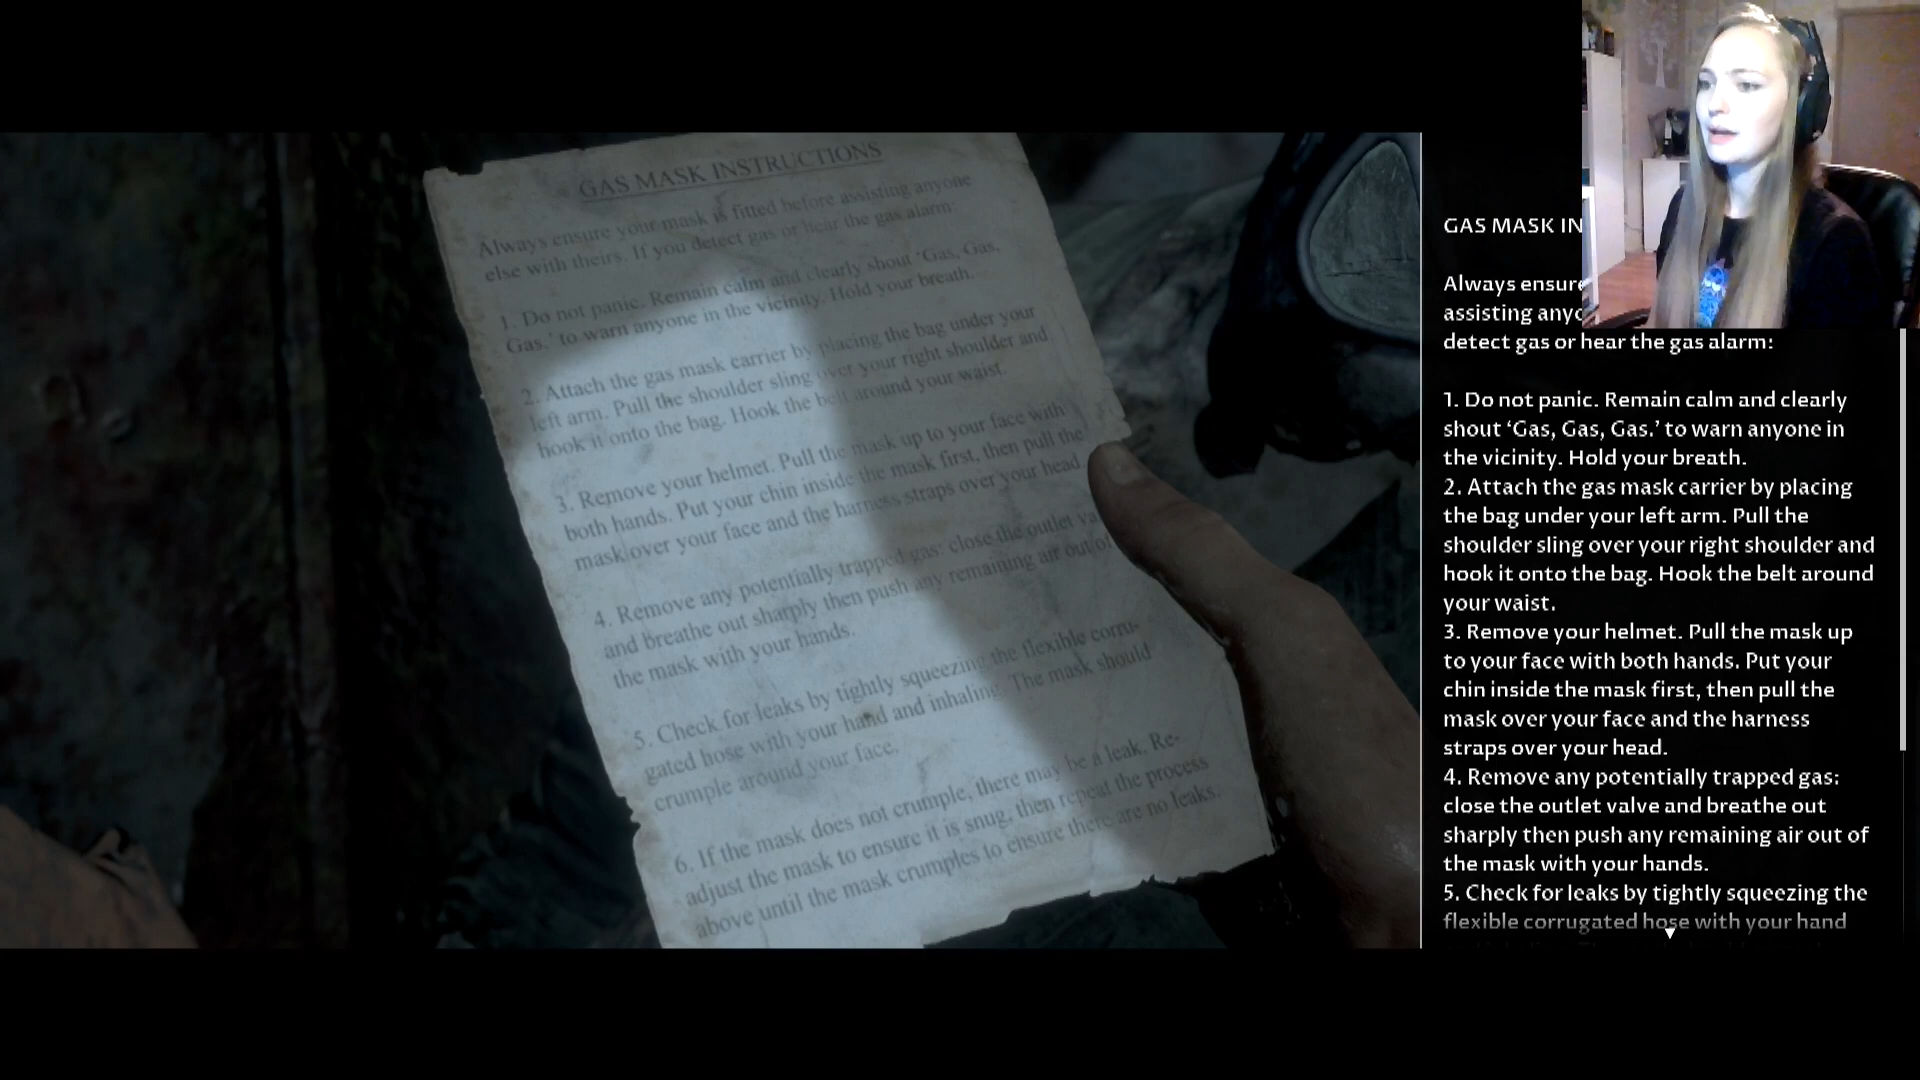 GAS MASK INSTRUCTIONS
Always ensure your mask is fitted before assisting anyone
else with theirs. If you detect gas or hear the gas alarm:
1. Do not panic. Remain calm and clearly shout ‘Gas, Gas,
Gas.’ to warn anyone in the vicinity. Hold your breath.
2. Attach the gas mask carrier by placing the bag under your
left arm. Pull the shoulder sling over your right shoulder and
hook it onto the bag. Hook the belt around your waist.
3. Remove your helmet. Pull the mask up to your face with
both hands. Put your chin inside the mask first, then pull the
mask over your face and the harness straps over your head.
4. Remove any potentially trapped gas: close the outlet va
and breathe out sharply then push any remaining air out of
the mask with your hands.
5. Check for leaks by tightly squeezing the flexible corru-
gated hose with your hand and inhaling. The mask should
crumple around your face.
6. If the mask does not crumple, there may be a leak. Re-
adjust the mask to ensure it is snug, then repeat the process
above until the mask crumples to ensure there are no leaks.
GAS MASK IN
Always ensure
assisting anyo
detect gas or hear the gas alarm:
1. Do not panic. Remain calm and clearly
shout ‘Gas, Gas, Gas.’ to warn anyone in
the vicinity. Hold your breath.
2. Attach the gas mask carrier by placing
the bag under your left arm. Pull the
shoulder sling over your right shoulder and
hook it onto the bag. Hook the belt around
your waist.
3. Remove your helmet. Pull the mask up
to your face with both hands. Put your
chin inside the mask first, then pull the
mask over your face and the harness
straps over your head.
4. Remove any potentially trapped gas:
close the outlet valve and breathe out
sharply then push any remaining air out of
the mask with your hands.
5. Check for leaks by tightly squeezing the
flexible corrugated hose with your hand